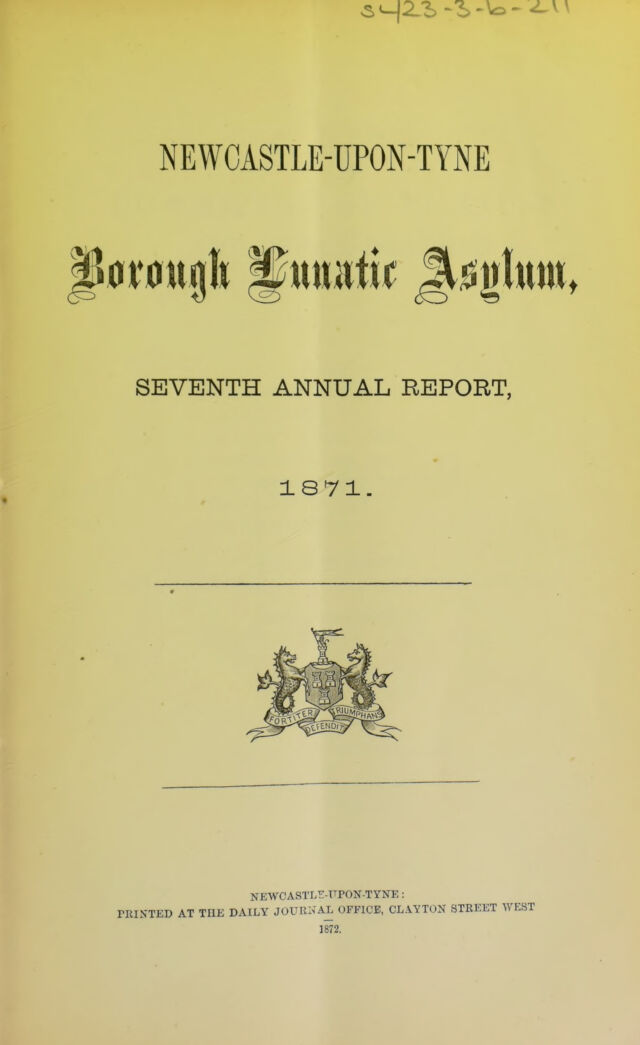 NEWCASTLE-UPON-TYNE
Borough Lunatic Asylum,
SEVENTH ANNUAL REPORT,
1871.
FORTITER DEFENDIT TRIUMPHANS
NEWCASTLE-UPON-TYNE:
PRINTED AT THE DAILY JOURNAL OFFICE, CLAYTON STREET WEST
1872.